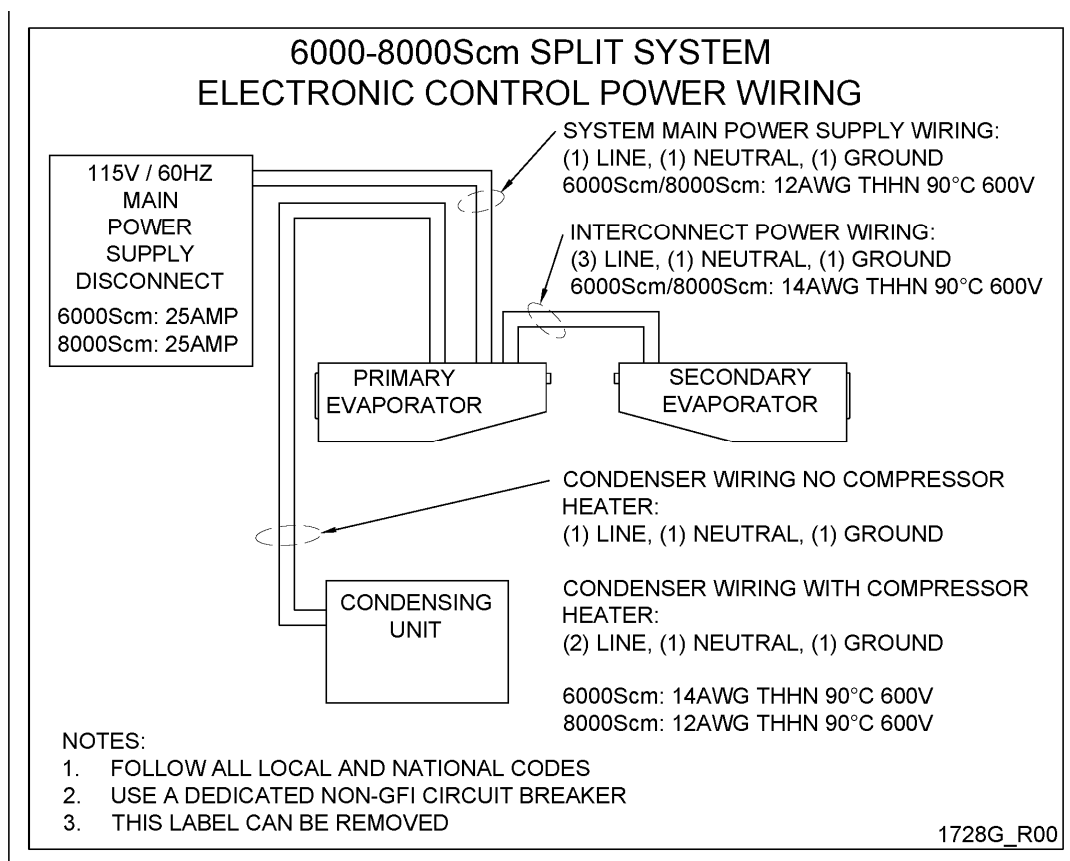 6000-8000Scm SPLIT SYSTEM
ELECTRONIC CONTROL POWER WIRING
115V / 60HZ
MAIN
POWER
SUPPLY
DISCONNECT
6000Scm: 25AMP
8000Scm: 25AMP
SYSTEM MAIN POWER SUPPLY WIRING:
(1) LINE, (1) NEUTRAL, (1) GROUND
6000Scm/8000Scm: 12AWG THHN 90°C 600V
INTERCONNECT POWER WIRING:
(3) LINE, (1) NEUTRAL, (1) GROUND
6000Scm/8000Scm: 14AWG THHN 90°C 600V
PRIMARY
EVAPORATOR
SECONDARY
EVAPORATOR
CONDENSER WIRING NO COMPRESSOR
HEATER:
(1) LINE, (1) NEUTRAL, (1) GROUND
CONDENSING
UNIT
CONDENSER WIRING WITH COMPRESSOR
HEATER:
(2) LINE, (1) NEUTRAL, (1) GROUND
6000Scm: 14AWG THHN 90°C 600V
8000Scm: 12AWG THHN 90°C 600V
NOTES:
1. FOLLOW ALL LOCAL AND NATIONAL CODES
2. USE A DEDICATED NON-GFI CIRCUIT BREAKER
3. THIS LABEL CAN BE REMOVED
1728G_R00